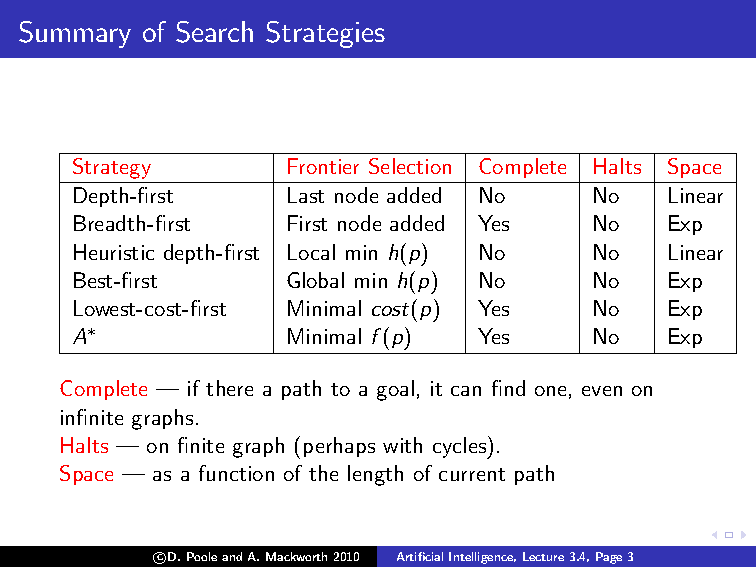 Summary of Search Strategies
Strategy Frontier Selection Complete Halts Space
Depth-first Last node added No No Linear
Breadth-first First node added Yes No Exp
Heuristic depth-first Local min h(p) No No Linear
Best-first Global min h(p) No No Exp
Lowest-cost-first Minimal cost(p) Yes No Exp
A* Minimal f(p) Yes No Exp
Complete — if there a path to a goal, it can find one, even on
infinite graphs.
Halts — on finite graph (perhaps with cycles).
Space — as a function of the length of current path
©D. Poole and A. Mackworth 2010 Artificial Intelligence, Lecture 3.4, Page 3